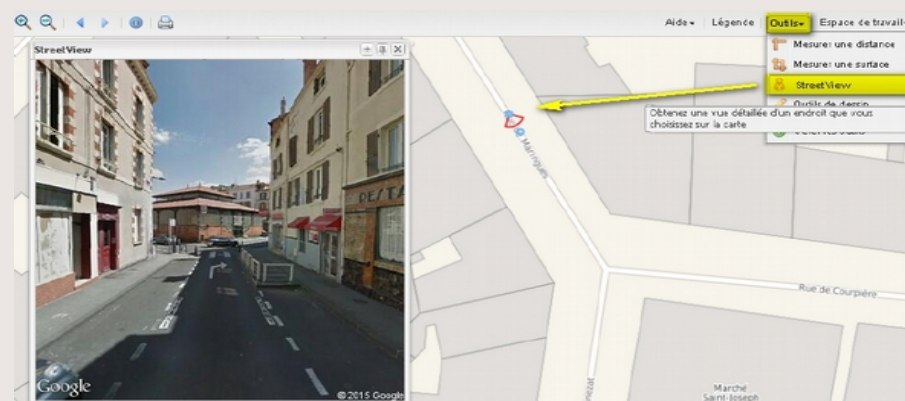 Aide
Légende
Outils
Espace de travail
StreetView
Mesurer une distance
Mesurer une surface
StreetView
Outils de dessin
Obtenez une vue détaillée d'un endroit que vous
choisissez sur la carte
Maringues
RESTA
Rue de Courpière
Marché
Saint-Joseph
Google
© 2015 Google